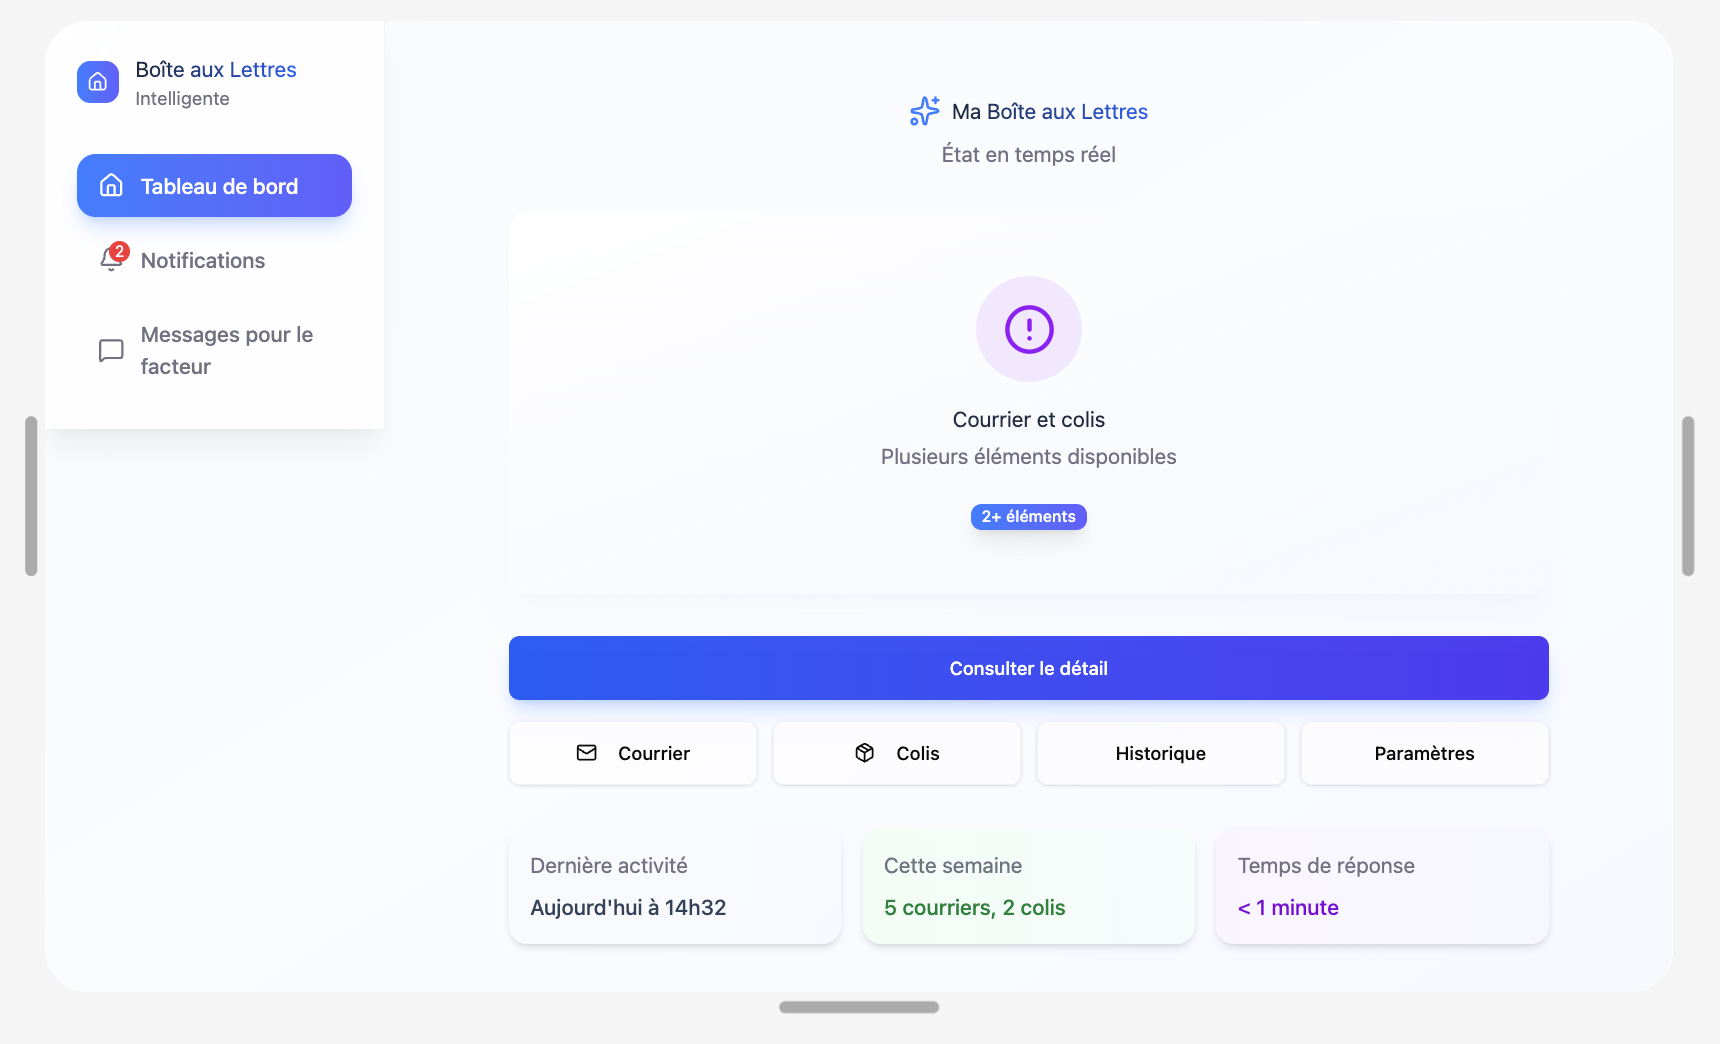 Boîte aux Lettres
Intelligente
Tableau de bord
2
Notifications
Messages pour le
facteur
Ma Boîte aux Lettres
État en temps réel
Courrier et colis
Plusieurs éléments disponibles
2+ éléments
Consulter le détail
Courrier
Colis
Historique
Paramètres
Dernière activité
Aujourd'hui à 14h32
Cette semaine
5 courriers, 2 colis
Temps de réponse
< 1 minute